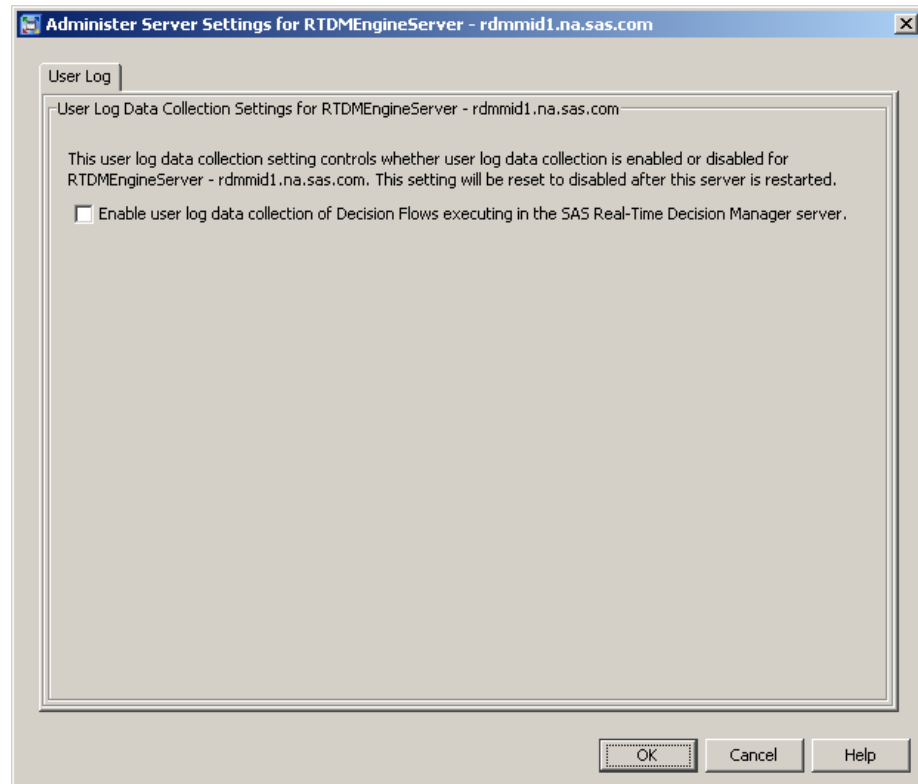 Administer Server Settings for RTDMEngineServer - rdmmid1.na.sas.com
User Log
User Log Data Collection Settings for RTDMEngineServer - rdmmid1.na.sas.com
This user log data collection setting controls whether user log data collection is enabled or disabled for
RTDMEngineServer - rdmmid1.na.sas.com. This setting will be reset to disabled after this server is restarted.
Enable user log data collection of Decision Flows executing in the SAS Real-Time Decision Manager server.
OK Cancel Help